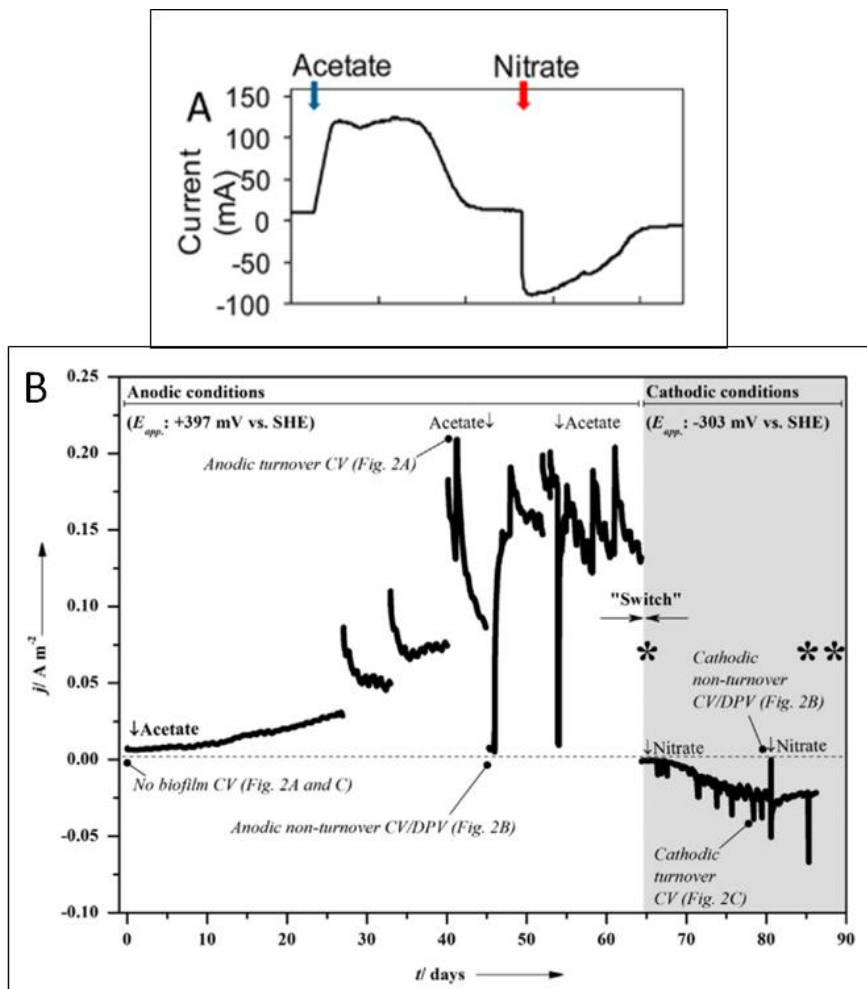 Acetate Nitrate
A
150
100
50
0
-50
-100
Current
(mA)
B
0.25
0.20
0.15
0.10
0.05
0.00
-0.05
-0.10
j/ A m⁻²
Anodic conditions
(E_app.: +397 mV vs. SHE)
Acetate↓
↓Acetate
Anodic turnover CV (Fig. 2A)
↓Acetate
No biofilm CV (Fig. 2A and C)
Anodic non-turnover CV/DPV (Fig. 2B)
Cathodic conditions
(E_app.: -303 mV vs. SHE)
"Switch"
* * *
Cathodic
non-turnover
CV/DPV (Fig. 2B)
↓Nitrate
↓Nitrate
Cathodic
turnover
CV (Fig. 2C)
0 10 20 30 40 50 60 70 80 90
t/ days